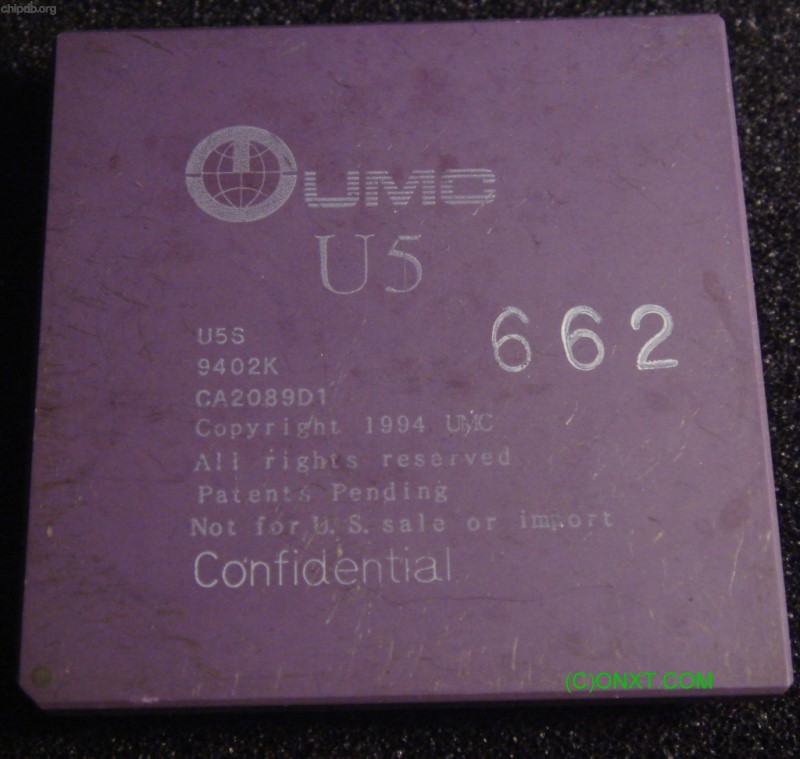 chipdb.org
UMC
U5
662
U5S
9402K
CA2089D1
Copyright 1994 UMC
All rights reserved
Patents Pending
Not for U.S. sale or import
Confidential
(C)ONXT.COM